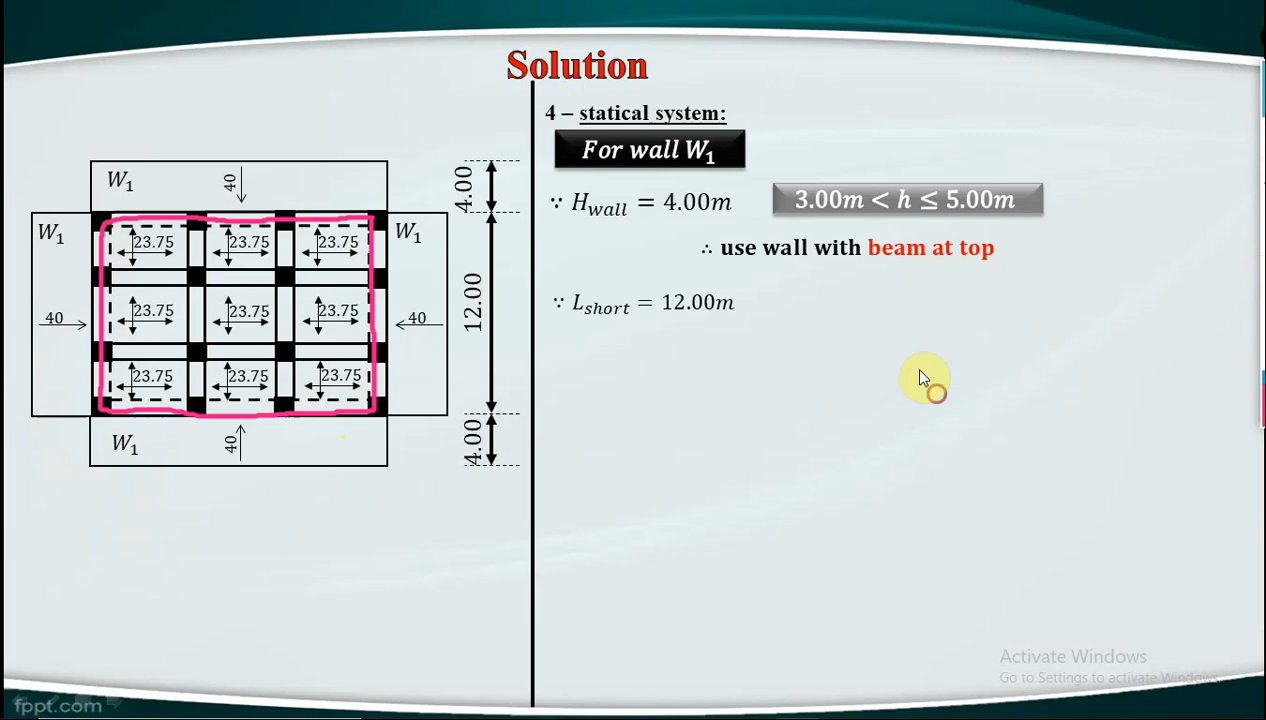 Solution
4 – statical system:
For wall W₁
∵ H_wall = 4.00m
3.00m < h ≤ 5.00m
∴ use wall with beam at top
∵ L_short = 12.00m
W₁
40
4.00
W₁
W₁
23.75 23.75 23.75
23.75 23.75 23.75
40
40
12.00
23.75 23.75 23.75
W₁
40
4.00
Activate Windows
Go to Settings to activate Windows.
fppt.com